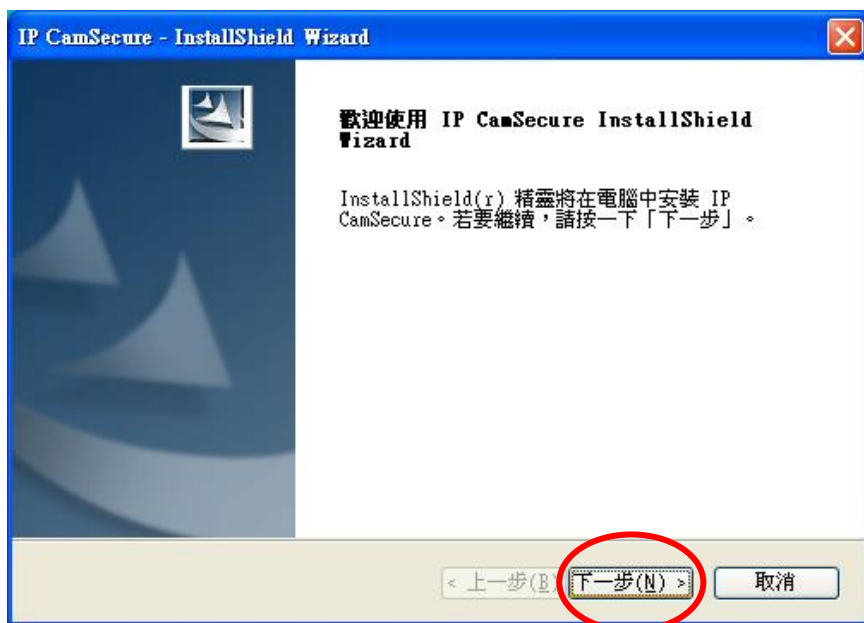 IP CamSecure - InstallShield Wizard
歡迎使用 IP CamSecure InstallShield
Wizard
InstallShield(r) 精靈將在電腦中安裝 IP
CamSecure。若要繼續，請按一下「下一步」。
< 上一步(B)
下一步(N) >
取消